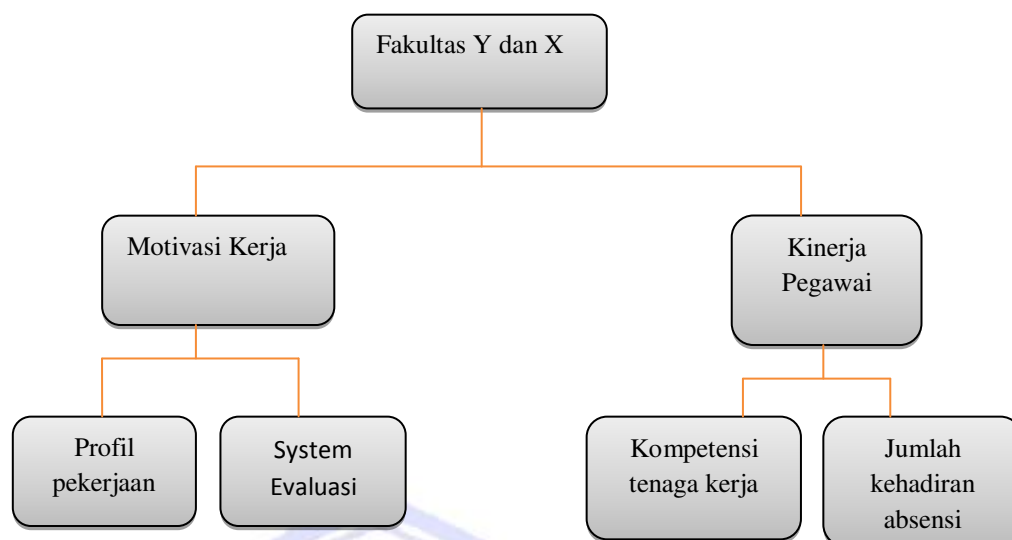 Fakultas Y dan X
Motivasi Kerja
Kinerja
Pegawai
Profil
pekerjaan
System
Evaluasi
Kompetensi
tenaga kerja
Jumlah
kehadiran
absensi